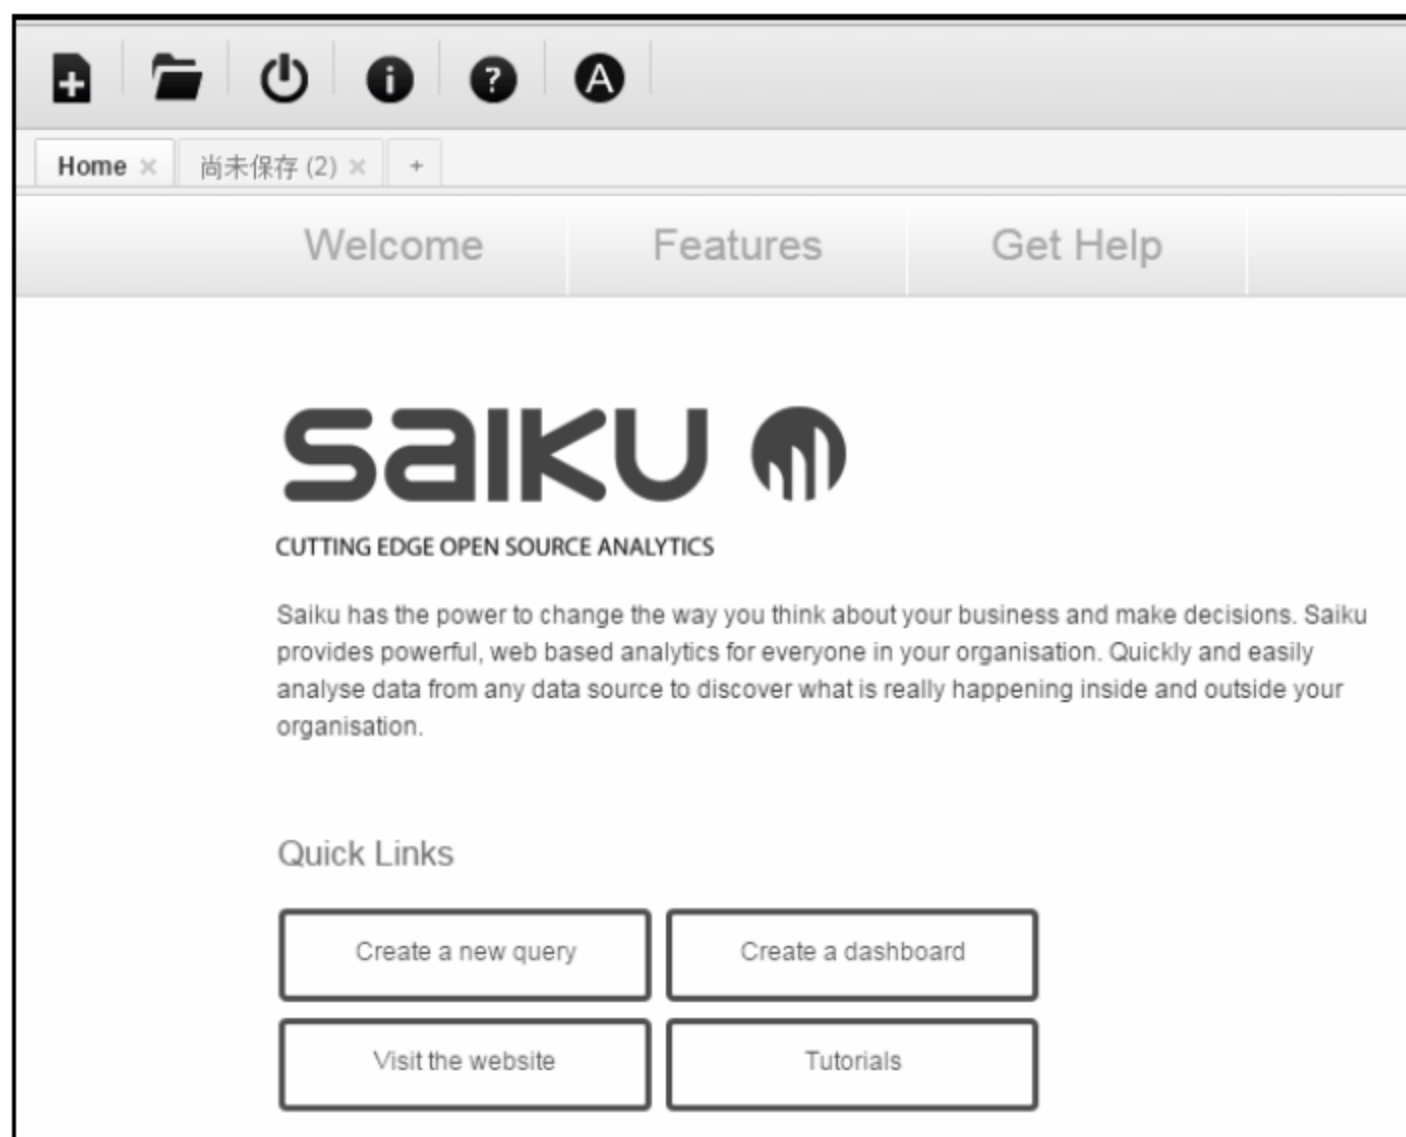 Home
尚未保存 (2)
+
Welcome
Features
Get Help
saiku
CUTTING EDGE OPEN SOURCE ANALYTICS
Saiku has the power to change the way you think about your business and make decisions. Saiku
provides powerful, web based analytics for everyone in your organisation. Quickly and easily
analyse data from any data source to discover what is really happening inside and outside your
organisation.
Quick Links
Create a new query
Create a dashboard
Visit the website
Tutorials